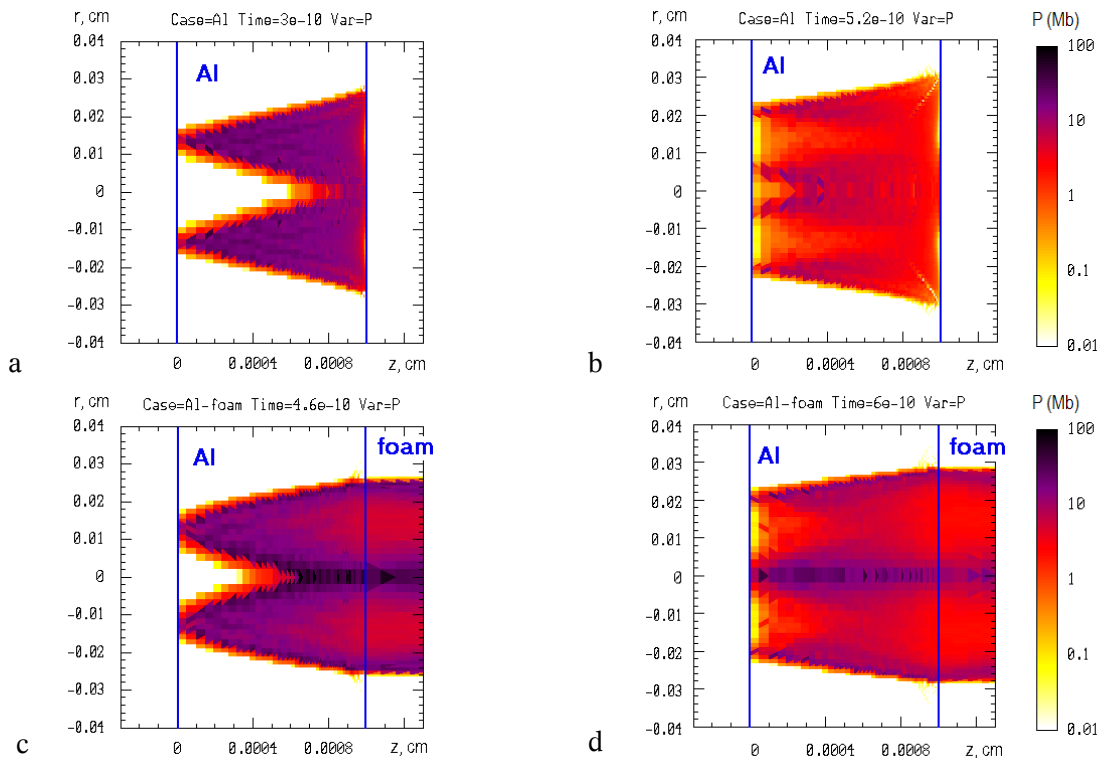 r, cm
Case=Al Time=3e-10 Var=P
0.04
0.03
0.02
0.01
0
-0.01
-0.02
-0.03
-0.04
Al
0
0.0004
0.0008
z, cm
a
r, cm
Case=Al Time=5.2e-10 Var=P
0.04
0.03
0.02
0.01
0
-0.01
-0.02
-0.03
-0.04
Al
0
0.0004
0.0008
z, cm
b
P (Mb)
100
10
1
0.1
0.01
r, cm
Case=Al-foam Time=4.6e-10 Var=P
0.04
0.03
0.02
0.01
0
-0.01
-0.02
-0.03
-0.04
Al
foam
0
0.0004
0.0008
z, cm
c
r, cm
Case=Al-foam Time=6e-10 Var=P
0.04
0.03
0.02
0.01
0
-0.01
-0.02
-0.03
-0.04
Al
foam
0
0.0004
0.0008
z, cm
d
P (Mb)
100
10
1
0.1
0.01